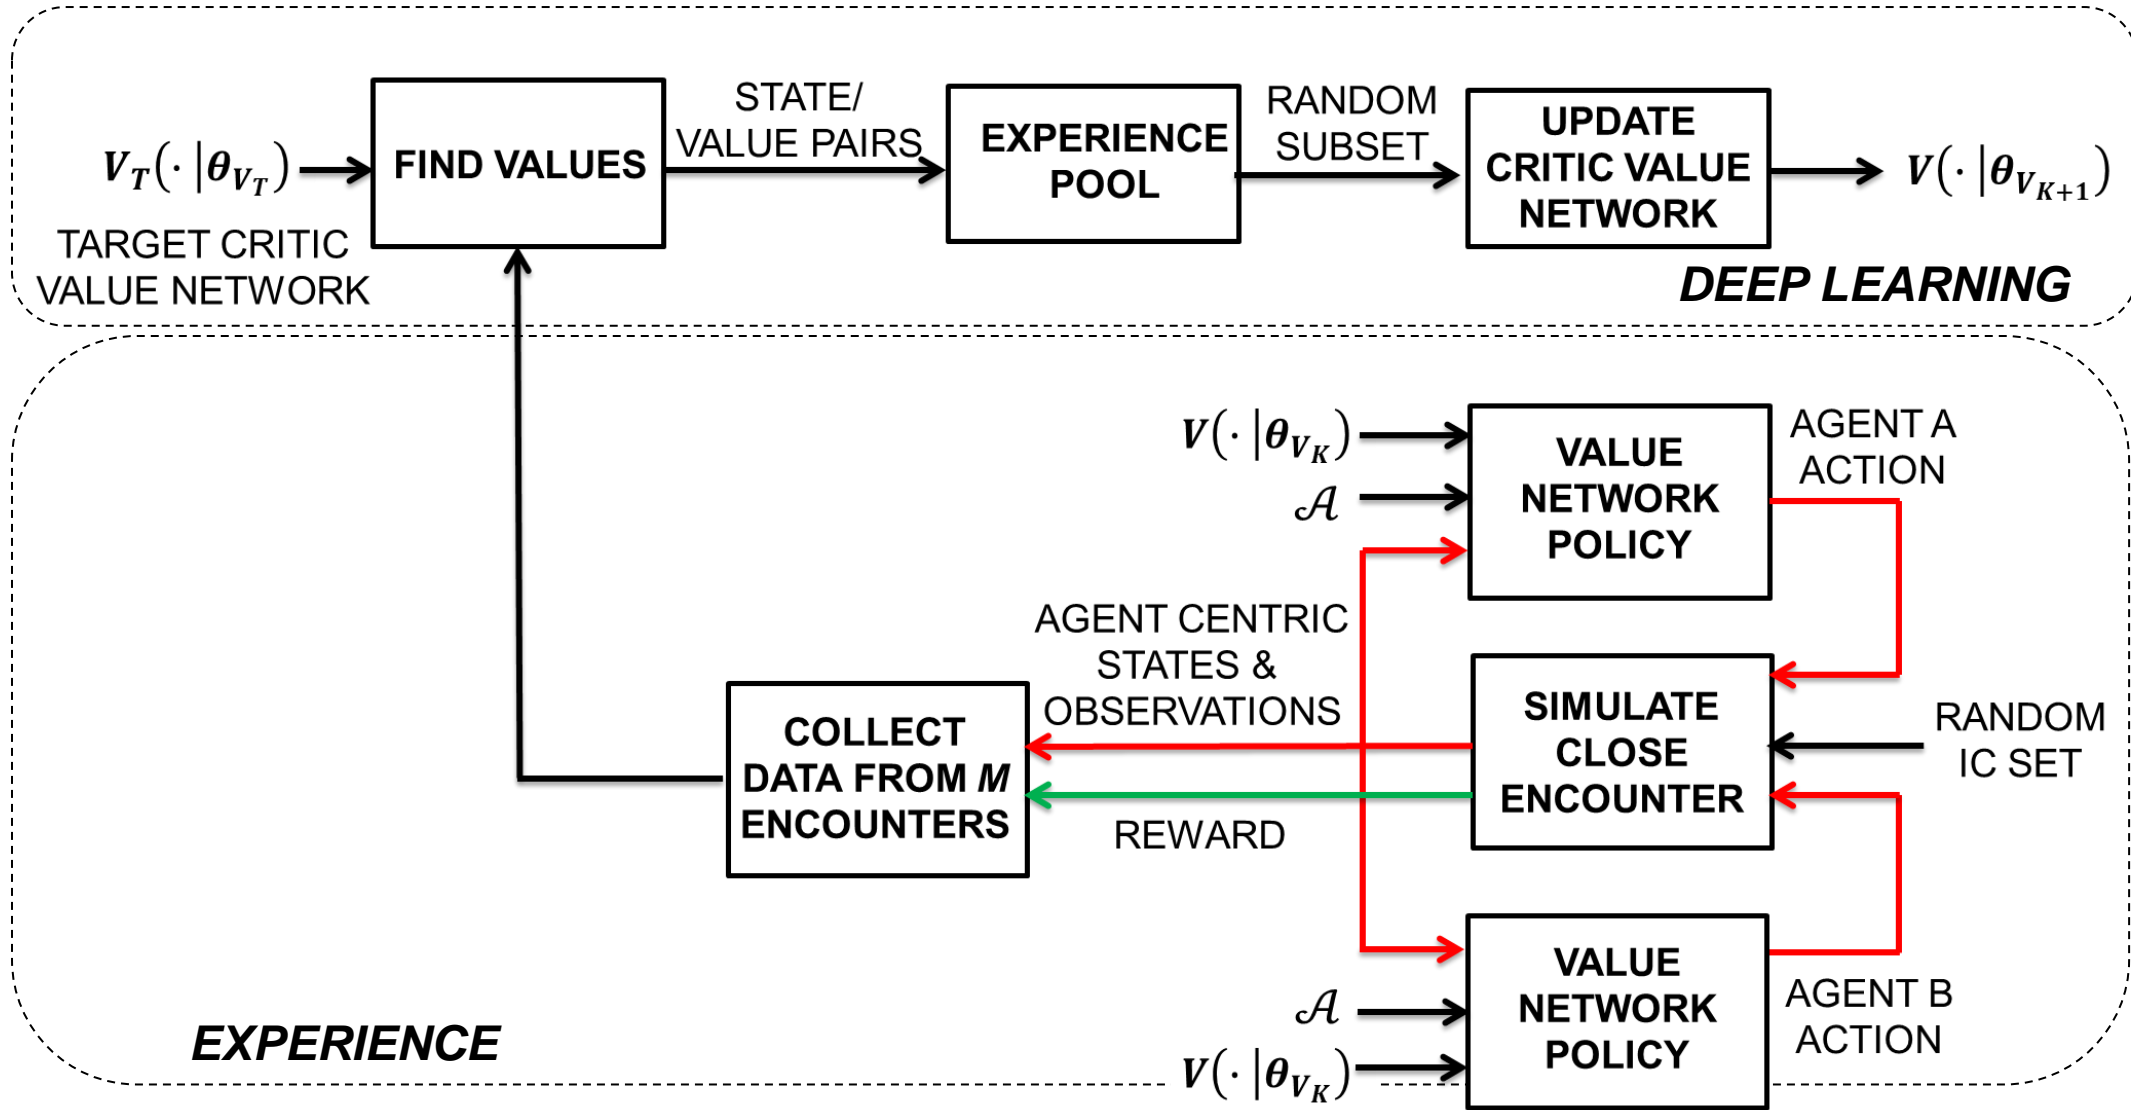 V_T(· |θ_{V_T})
TARGET CRITIC
VALUE NETWORK
FIND VALUES
STATE/
VALUE PAIRS
EXPERIENCE
POOL
RANDOM
SUBSET
UPDATE
CRITIC VALUE
NETWORK
V(· |θ_{V_{K+1}})
DEEP LEARNING
V(· |θ_{V_K})
𝒜
VALUE
NETWORK
POLICY
AGENT A
ACTION
AGENT CENTRIC
STATES &
OBSERVATIONS
REWARD
COLLECT
DATA FROM M
ENCOUNTERS
SIMULATE
CLOSE
ENCOUNTER
RANDOM
IC SET
𝒜
V(· |θ_{V_K})
VALUE
NETWORK
POLICY
AGENT B
ACTION
EXPERIENCE